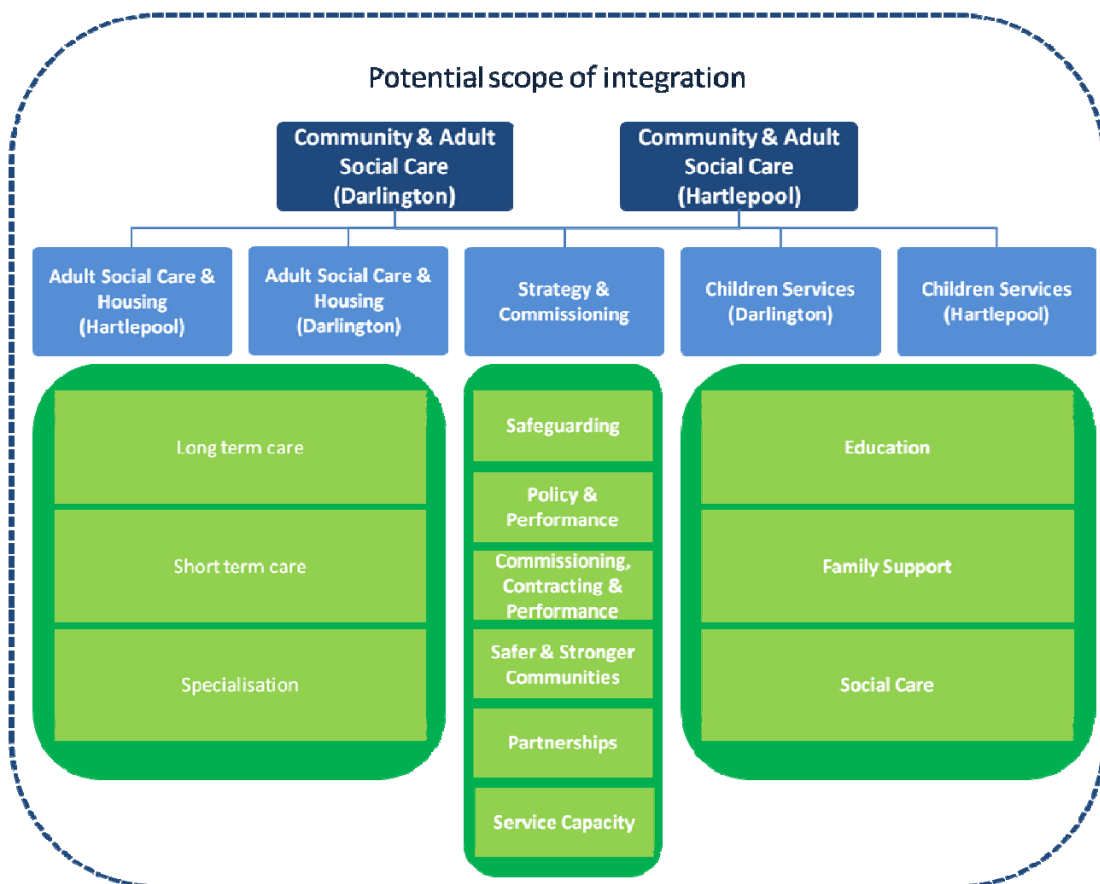 Potential scope of integration
Community & Adult
Social Care
(Darlington)
Community & Adult
Social Care
(Hartlepool)
Adult Social Care &
Housing
(Hartlepool)
Adult Social Care &
Housing
(Darlington)
Strategy &
Commissioning
Children Services
(Darlington)
Children Services
(Hartlepool)
Long term care
Short term care
Specialisation
Safeguarding
Policy &
Performance
Commissioning,
Contracting &
Performance
Safer & Stronger
Communities
Partnerships
Service Capacity
Education
Family Support
Social Care